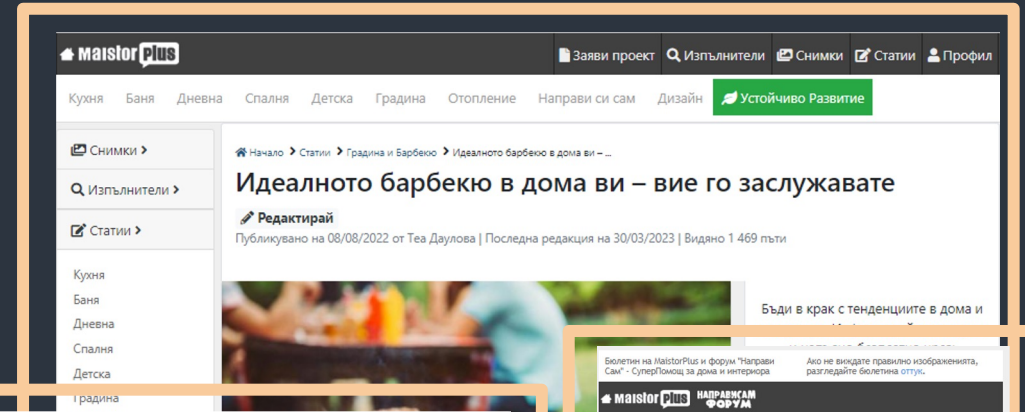 maistor plus
Заяви проект Изпълнители Снимки Статии Профил
Кухня Баня Дневна Спалня Детска Градина Отопление Направи си сам Дизайн Устойчиво Развитие
Снимки
Изпълнители
Статии
Кухня
Баня
Дневна
Спалня
Детска
Градина
Начало Статии Градина и Барбекю Идеалното барбекю в дома ви – ...
Идеалното барбекю в дома ви – вие го заслужавате
Редактирай
Публикувано на 08/08/2022 от Теа Даулова | Последна редакция на 30/03/2023 | Видяно 1 469 пъти
Бъди в крак с тенденциите в дома и
Бюлетин на MaistorPlus и форум "Направи
Сам" - СуперПомощ за дома и интериора
Ако не виждате правилно изображенията,
разгледайте бюлетина оттук.
maistor plus НАПРАВИСАМ
ФОРУМ